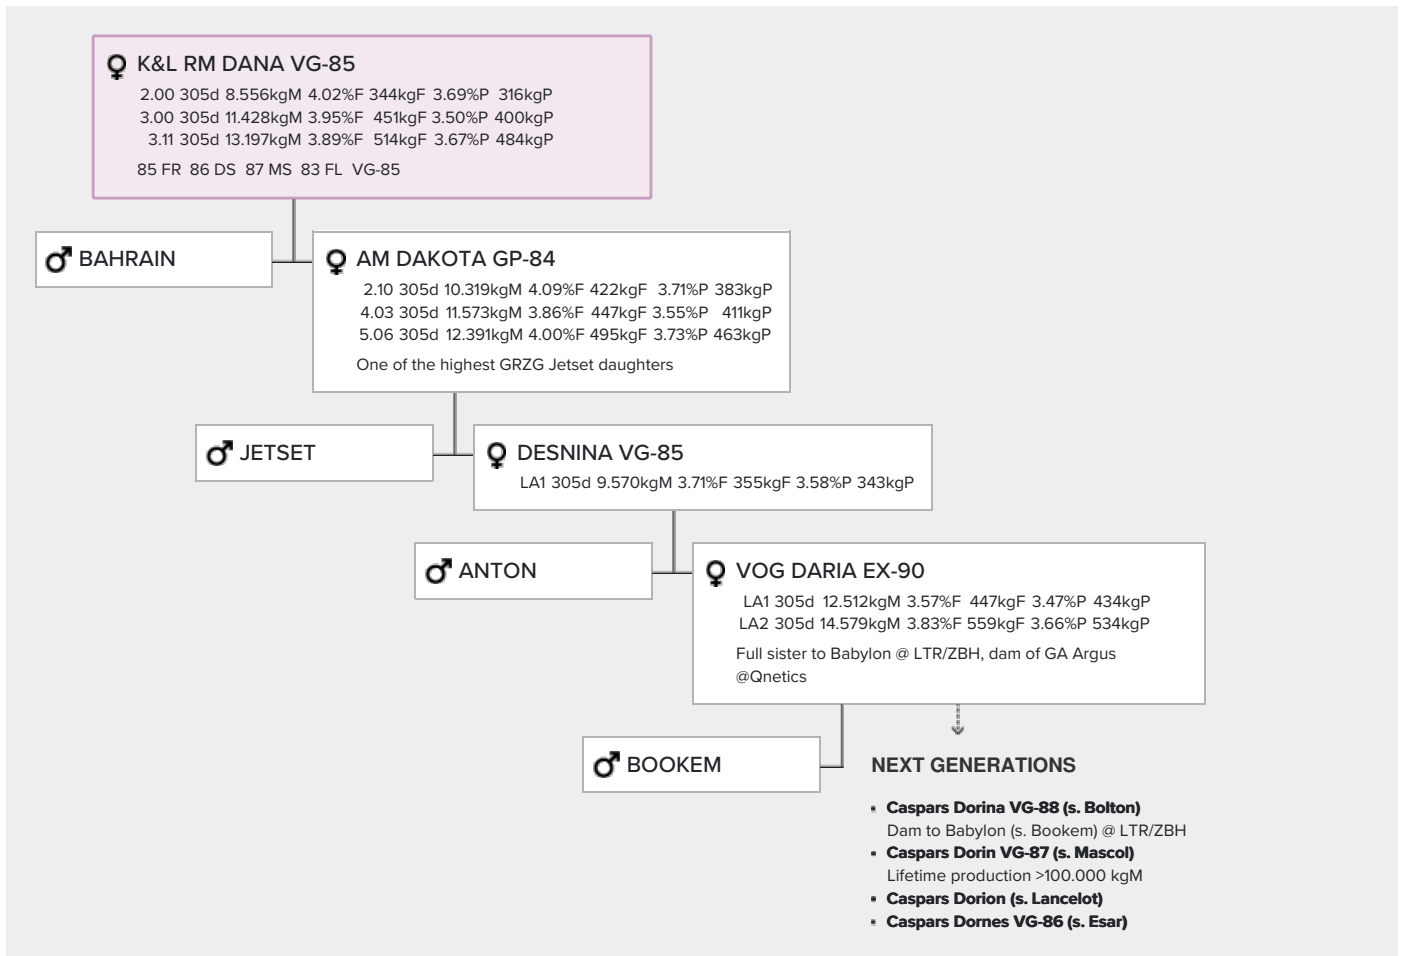 K&L RM DANA VG-85
2.00 305d 8.556kgM 4.02%F 344kgF 3.69%P 316kgP
3.00 305d 11.428kgM 3.95%F 451kgF 3.50%P 400kgP
3.11 305d 13.197kgM 3.89%F 514kgF 3.67%P 484kgP
85 FR 86 DS 87 MS 83 FL VG-85
BAHRAIN
AM DAKOTA GP-84
2.10 305d 10.319kgM 4.09%F 422kgF 3.71%P 383kgP
4.03 305d 11.573kgM 3.86%F 447kgF 3.55%P 411kgP
5.06 305d 12.391kgM 4.00%F 495kgF 3.73%P 463kgP
One of the highest GRZG Jetset daughters
JETSET
DESNINA VG-85
LA1 305d 9.570kgM 3.71%F 355kgF 3.58%P 343kgP
ANTON
VOG DARIA EX-90
LA1 305d 12.512kgM 3.57%F 447kgF 3.47%P 434kgP
LA2 305d 14.579kgM 3.83%F 559kgF 3.66%P 534kgP
Full sister to Babylon @ LTR/ZBH, dam of GA Argus
@Qnetics
BOOKEM
NEXT GENERATIONS
▪ Caspars Dorina VG-88 (s. Bolton)
Dam to Babylon (s. Bookem) @ LTR/ZBH
▪ Caspars Dorin VG-87 (s. Mascol)
Lifetime production >100.000 kgM
▪ Caspars Dorion (s. Lancelot)
▪ Caspars Dornes VG-86 (s. Esar)